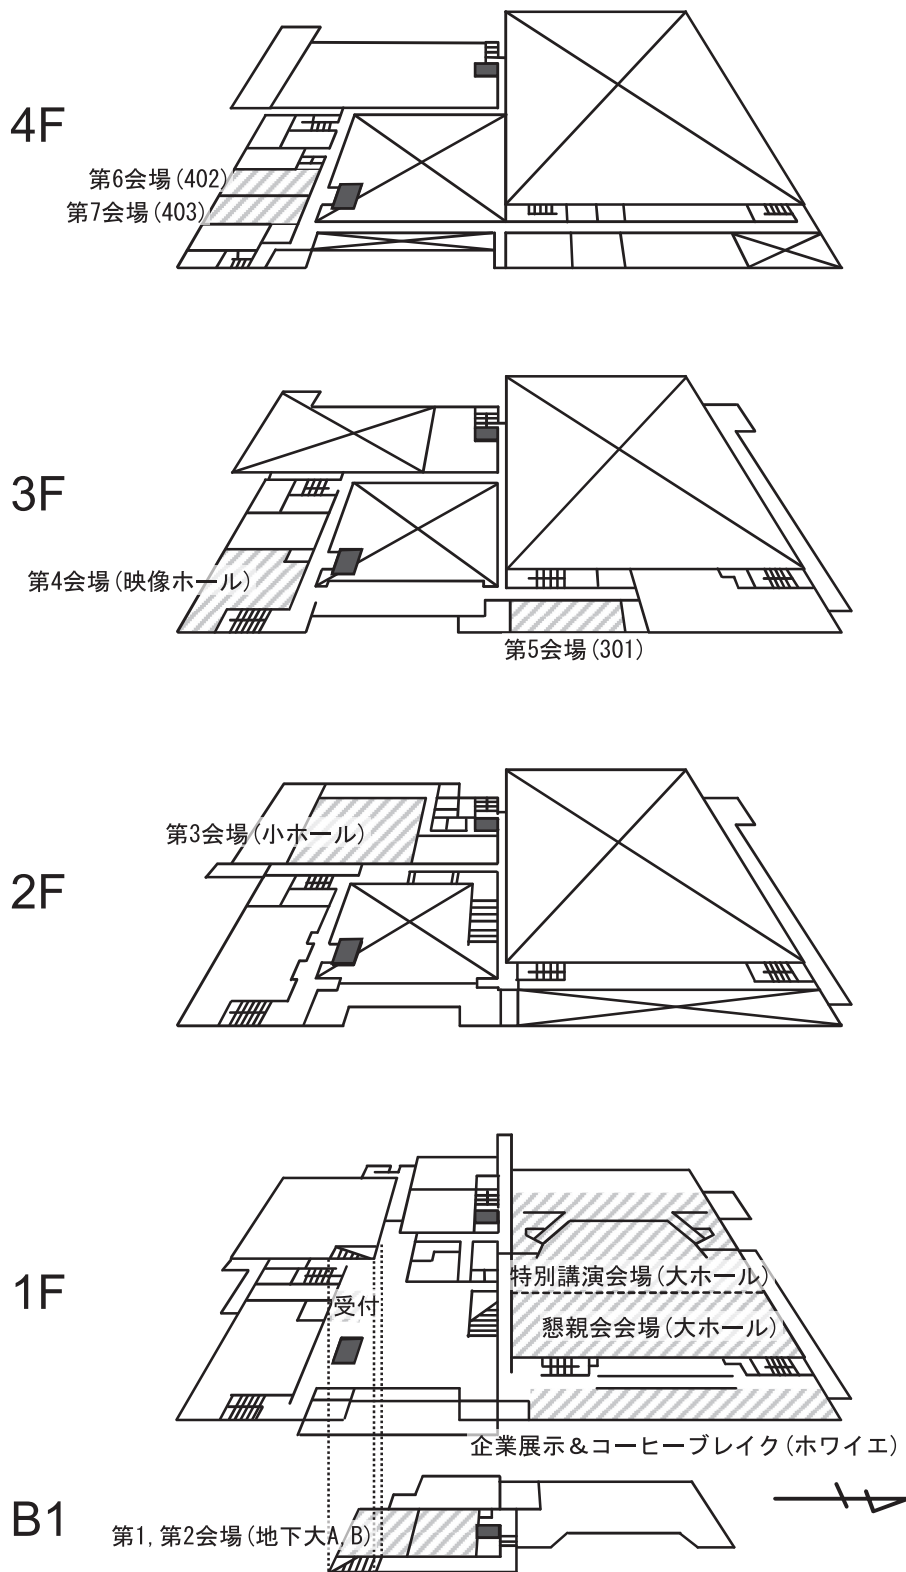 4F
第6会場(402)
第7会場(403)
3F
第4会場(映像ホール)
第5会場(301)
2F
第3会場(小ホール)
1F
特別講演会場(大ホール)
受付
懇親会会場(大ホール)
企業展示&コーヒーブレイク(ホワイエ)
B1
第1, 第2会場(地下大A, B)